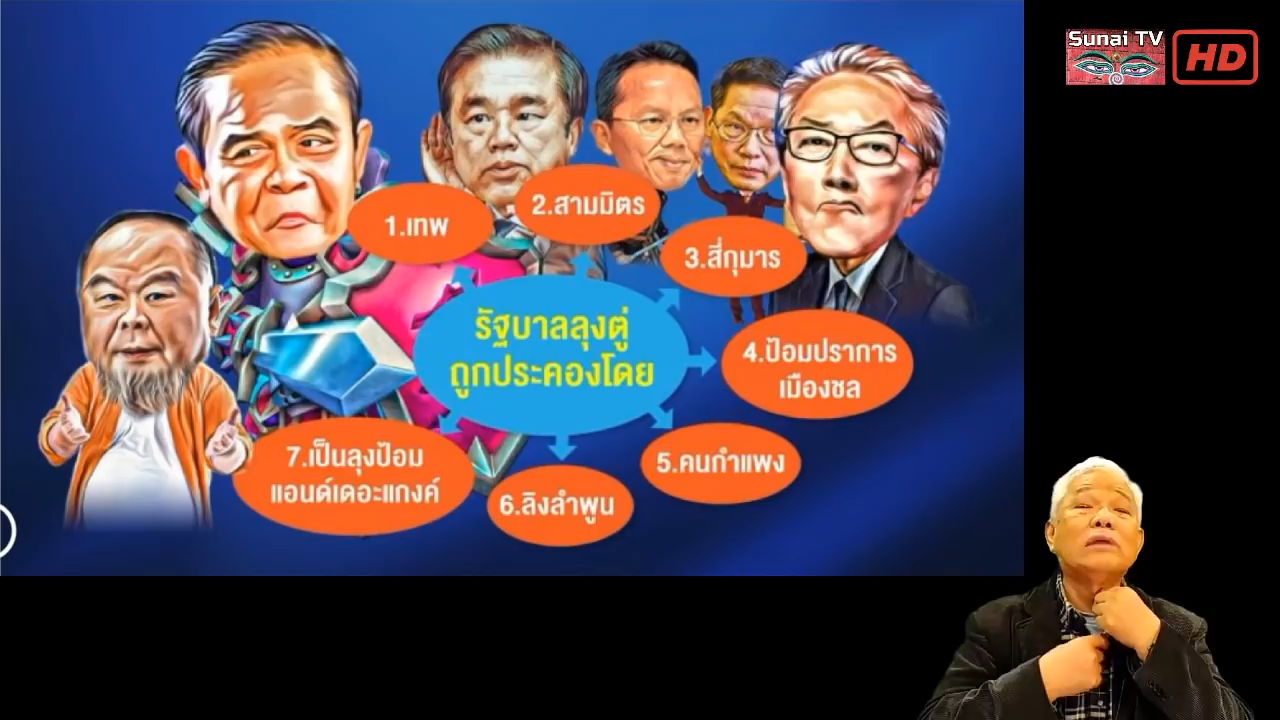 Sunai TV
HD
1.เทพ
2.สามมิตร
3.สี่กุมาร
รัฐบาลลุงตู่
ถูกประคองโดย
4.ป้อมปราการ
เมืองชล
5.คนกำแพง
6.ลิงลำพูน
7.เป็นลุงป้อม
แอนด์เดอะแกงค์